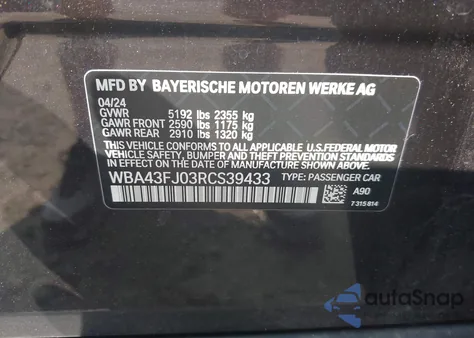 MFD BY BAYERISCHE MOTOREN WERKE AG
04/24
GVWR 5192 lbs 2355 kg
GAWR FRONT 2590 lbs 1175 kg
GAWR REAR 2910 lbs 1320 kg
THIS VEHICLE CONFORMS TO ALL APPLICABLE U.S.FEDERAL MOTOR
VEHICLE SAFETY, BUMPER, AND THEFT PREVENTION STANDARDS
IN EFFECT ON THE DATE OF MANUFACTURE SHOWN ABOVE.
WBA43FJ03RCS39433 TYPE: PASSENGER CAR
A90
7 315 814
autoSnap